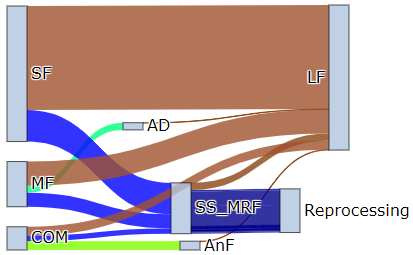 SF
LF
AD
MF
SS_MRF
Reprocessing
COM
AnF